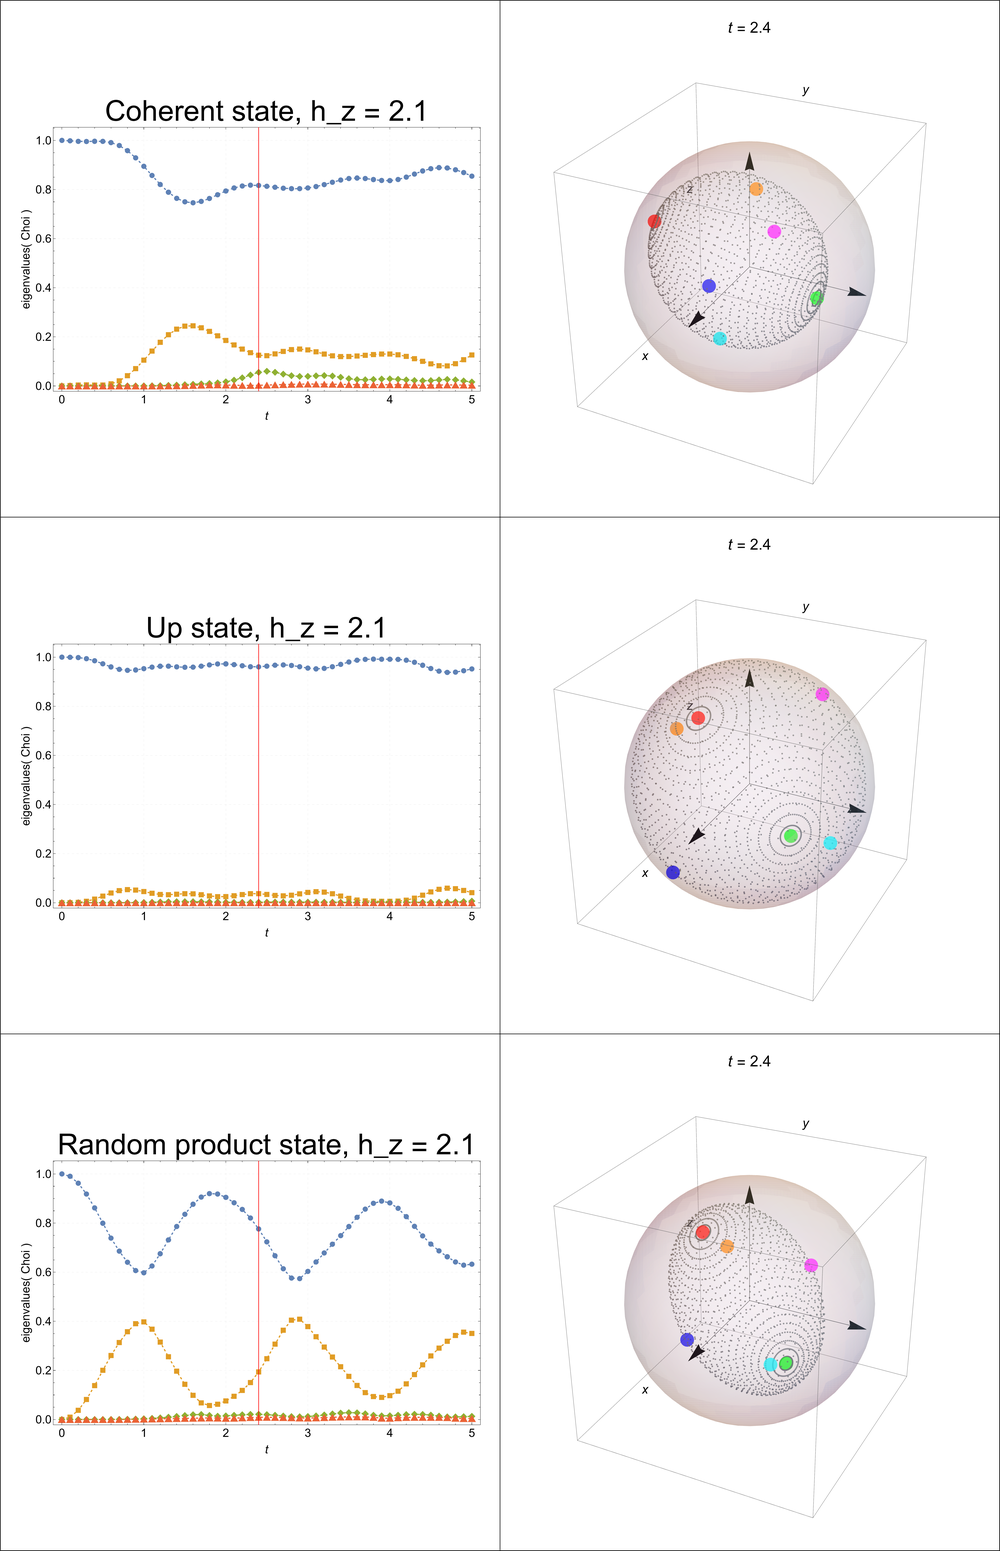 Coherent state, h_z = 2.1
eigenvalues( Choi )
1.0
0.8
0.6
0.4
0.2
0.0
0 1 2 3 4 5
t
t = 2.4
y
z
x
Up state, h_z = 2.1
eigenvalues( Choi )
1.0
0.8
0.6
0.4
0.2
0.0
0 1 2 3 4 5
t
t = 2.4
y
z
x
Random product state, h_z = 2.1
eigenvalues( Choi )
1.0
0.8
0.6
0.4
0.2
0.0
0 1 2 3 4 5
t
t = 2.4
y
z
x